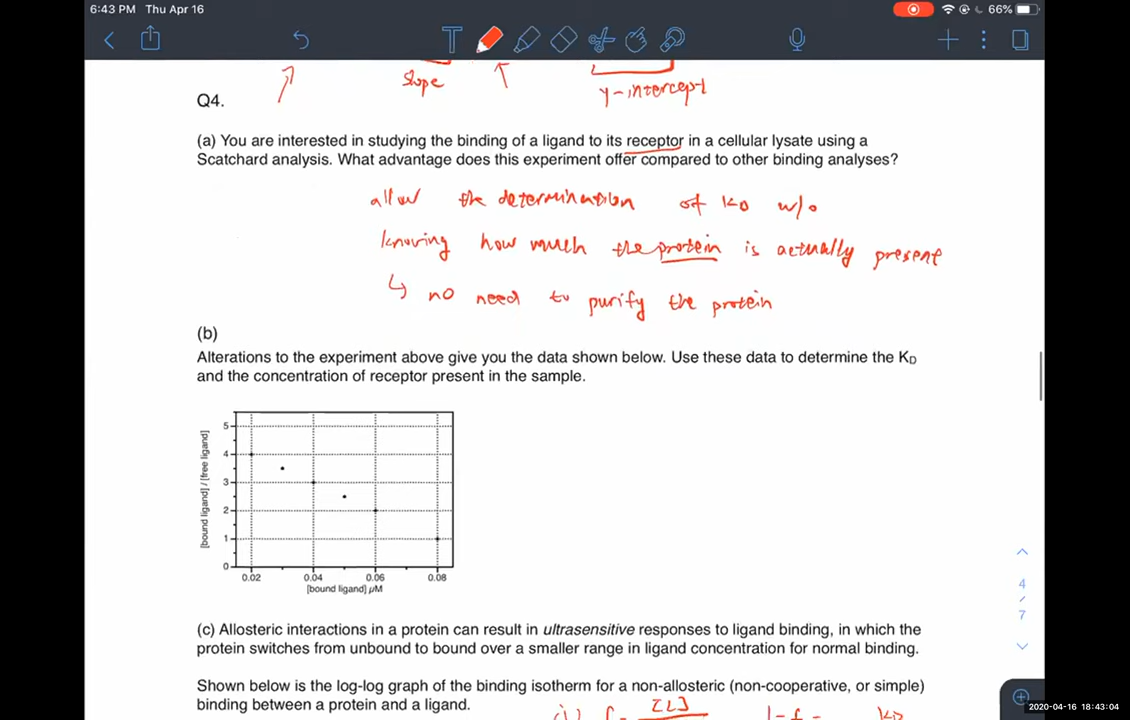 6:43 PM Thu Apr 16
66%
T
slope
y-intercept
Q4.
(a) You are interested in studying the binding of a ligand to its receptor in a cellular lysate using a
Scatchard analysis. What advantage does this experiment offer compared to other binding analyses?
allow the determination of KD w/o
knowing how much the protein is actually present
↳ no need to purify the protein
(b)
Alterations to the experiment above give you the data shown below. Use these data to determine the KD
and the concentration of receptor present in the sample.
[bound ligand] / [free ligand]
5
4
3
2
1
0
0.02 0.04 0.06 0.08
[bound ligand] μM
(c) Allosteric interactions in a protein can result in ultrasensitive responses to ligand binding, in which the
protein switches from unbound to bound over a smaller range in ligand concentration for normal binding.
Shown below is the log-log graph of the binding isotherm for a non-allosteric (non-cooperative, or simple)
binding between a protein and a ligand.
[L]
1-f = KD
4
/
7
2020-04-16 18:43:04